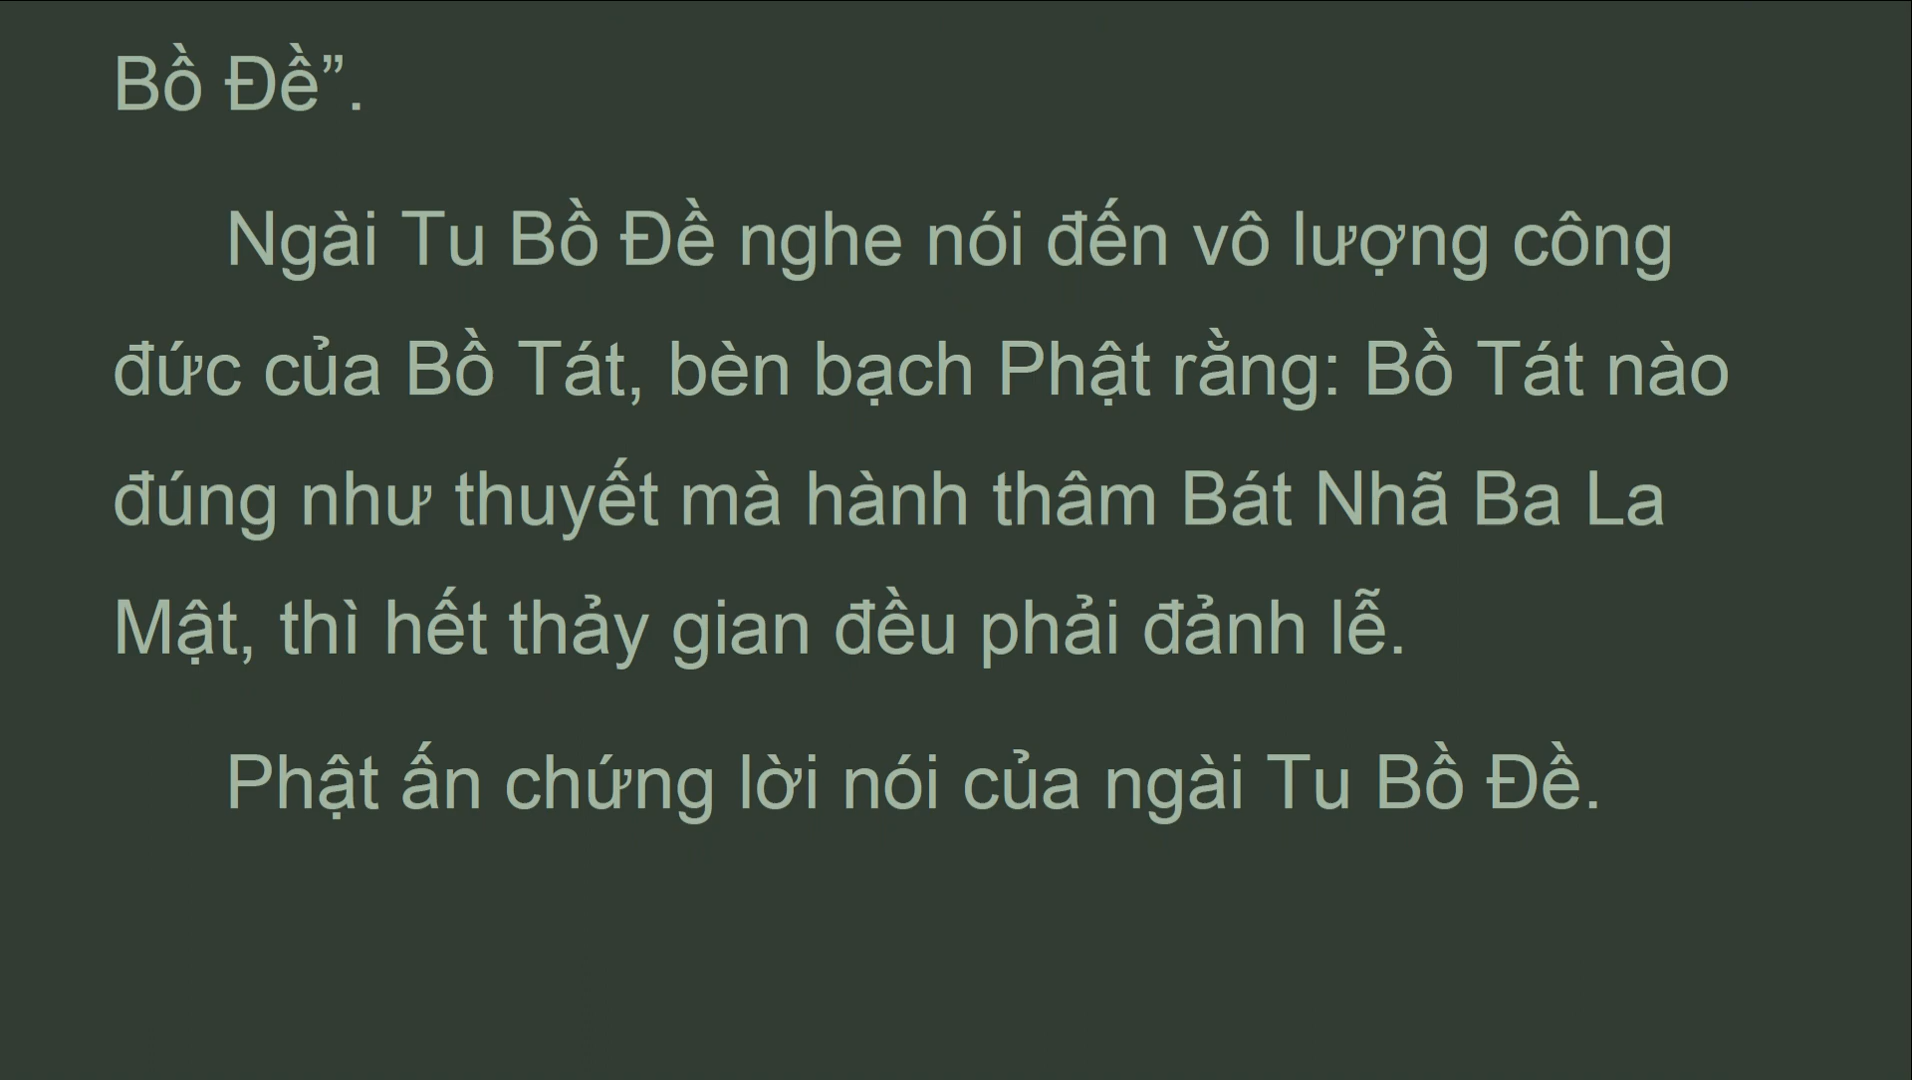 Bồ Đề”.
Ngài Tu Bồ Đề nghe nói đến vô lượng công
đức của Bồ Tát, bèn bạch Phật rằng: Bồ Tát nào
đúng như thuyết mà hành thâm Bát Nhã Ba La
Mật, thì hết thảy gian đều phải đảnh lễ.
Phật ấn chứng lời nói của ngài Tu Bồ Đề.